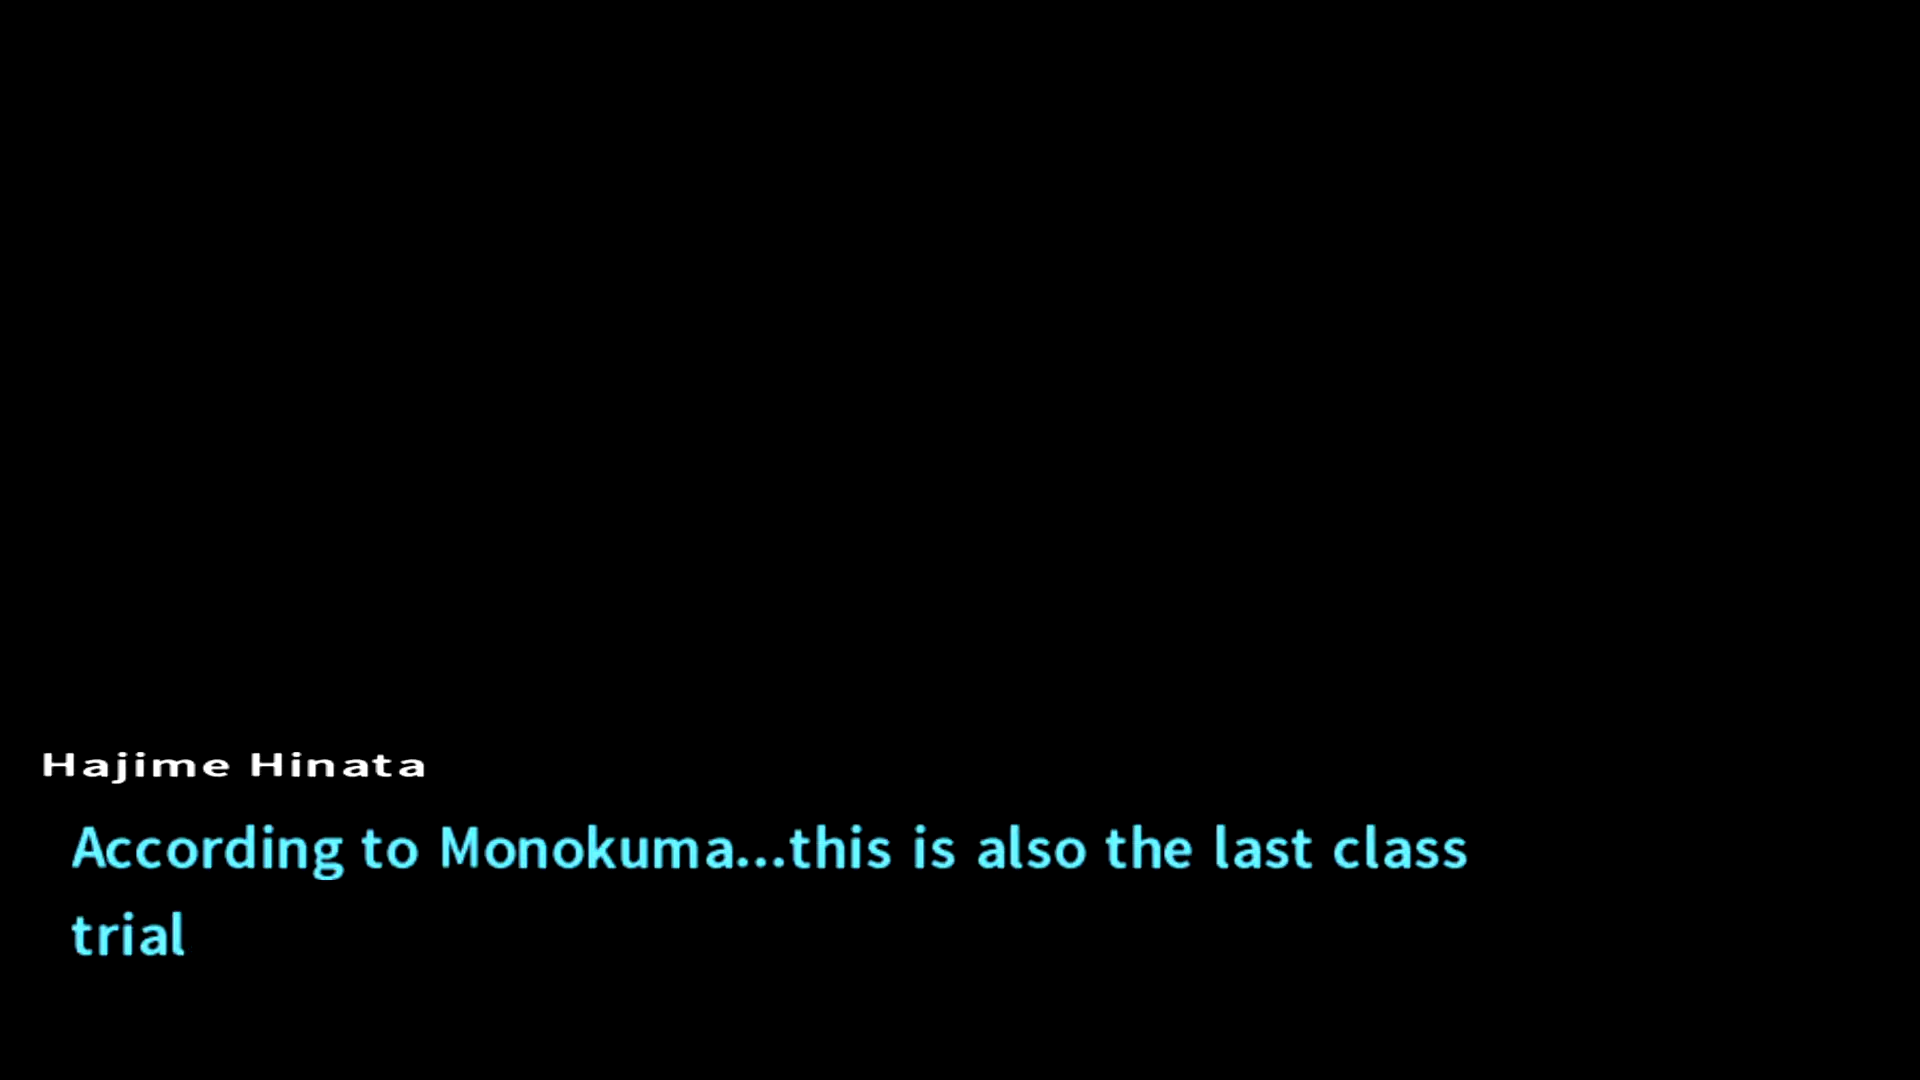 Hajime Hinata
According to Monokuma...this is also the last class
trial